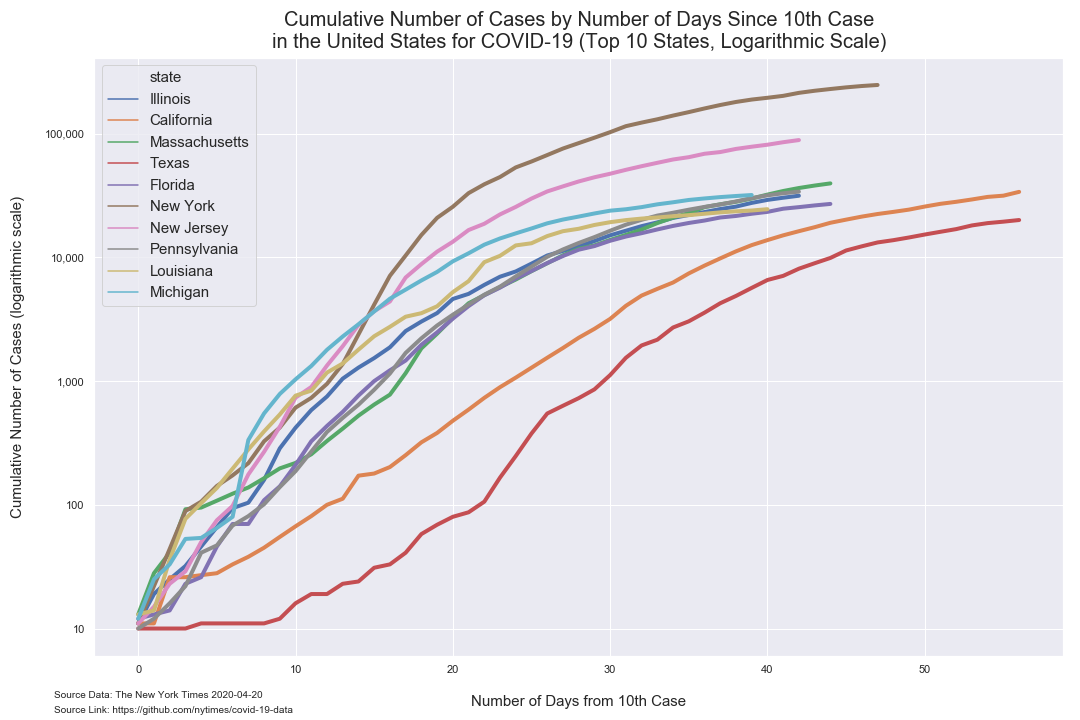 Cumulative Number of Cases by Number of Days Since 10th Case
in the United States for COVID-19 (Top 10 States, Logarithmic Scale)
state
Illinois
California
Massachusetts
Texas
Florida
New York
New Jersey
Pennsylvania
Louisiana
Michigan
Cumulative Number of Cases (logarithmic scale)
100,000
10,000
1,000
100
10
0 10 20 30 40 50
Number of Days from 10th Case
Source Data: The New York Times 2020-04-20
Source Link: https://github.com/nytimes/covid-19-data